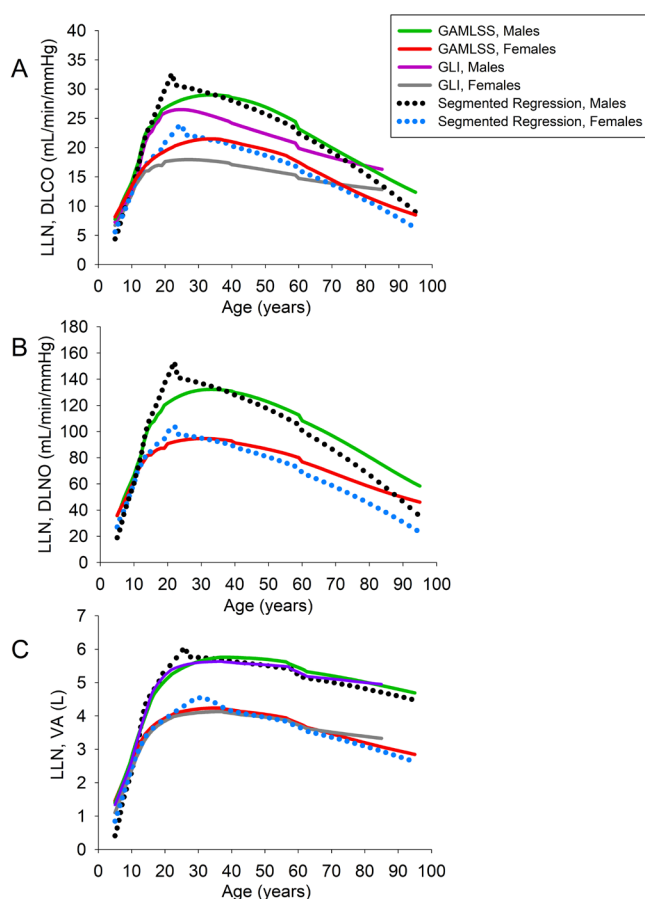 A
LLN, DLCO (mL/min/mmHg)
40
35
30
25
20
15
10
5
0
0 10 20 30 40 50 60 70 80 90 100
Age (years)
GAMLSS, Males
GAMLSS, Females
GLI, Males
GLI, Females
Segmented Regression, Males
Segmented Regression, Females
B
LLN, DLNO (mL/min/mmHg)
180
160
140
120
100
80
60
40
20
0
0 10 20 30 40 50 60 70 80 90 100
Age (years)
C
LLN, VA (L)
7
6
5
4
3
2
1
0
0 10 20 30 40 50 60 70 80 90 100
Age (years)